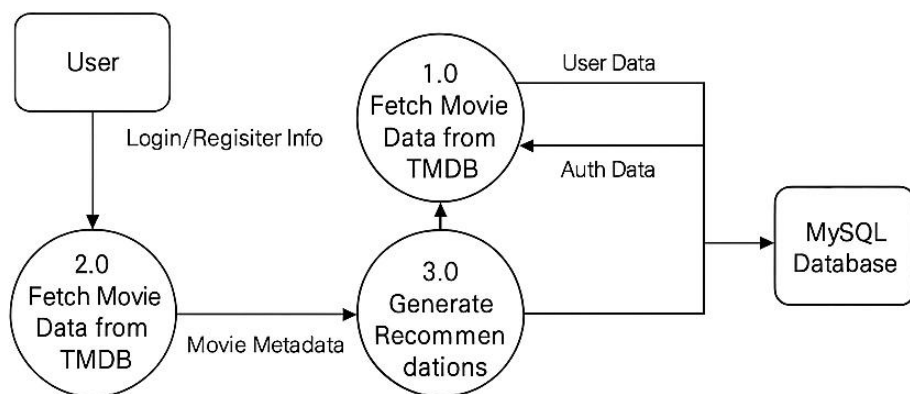 User
Login/Regisiter Info
1.0
Fetch Movie
Data from
TMDB
User Data
Auth Data
MySQL
Database
2.0
Fetch Movie
Data from
TMDB
Movie Metadata
3.0
Generate
Recommen
dations